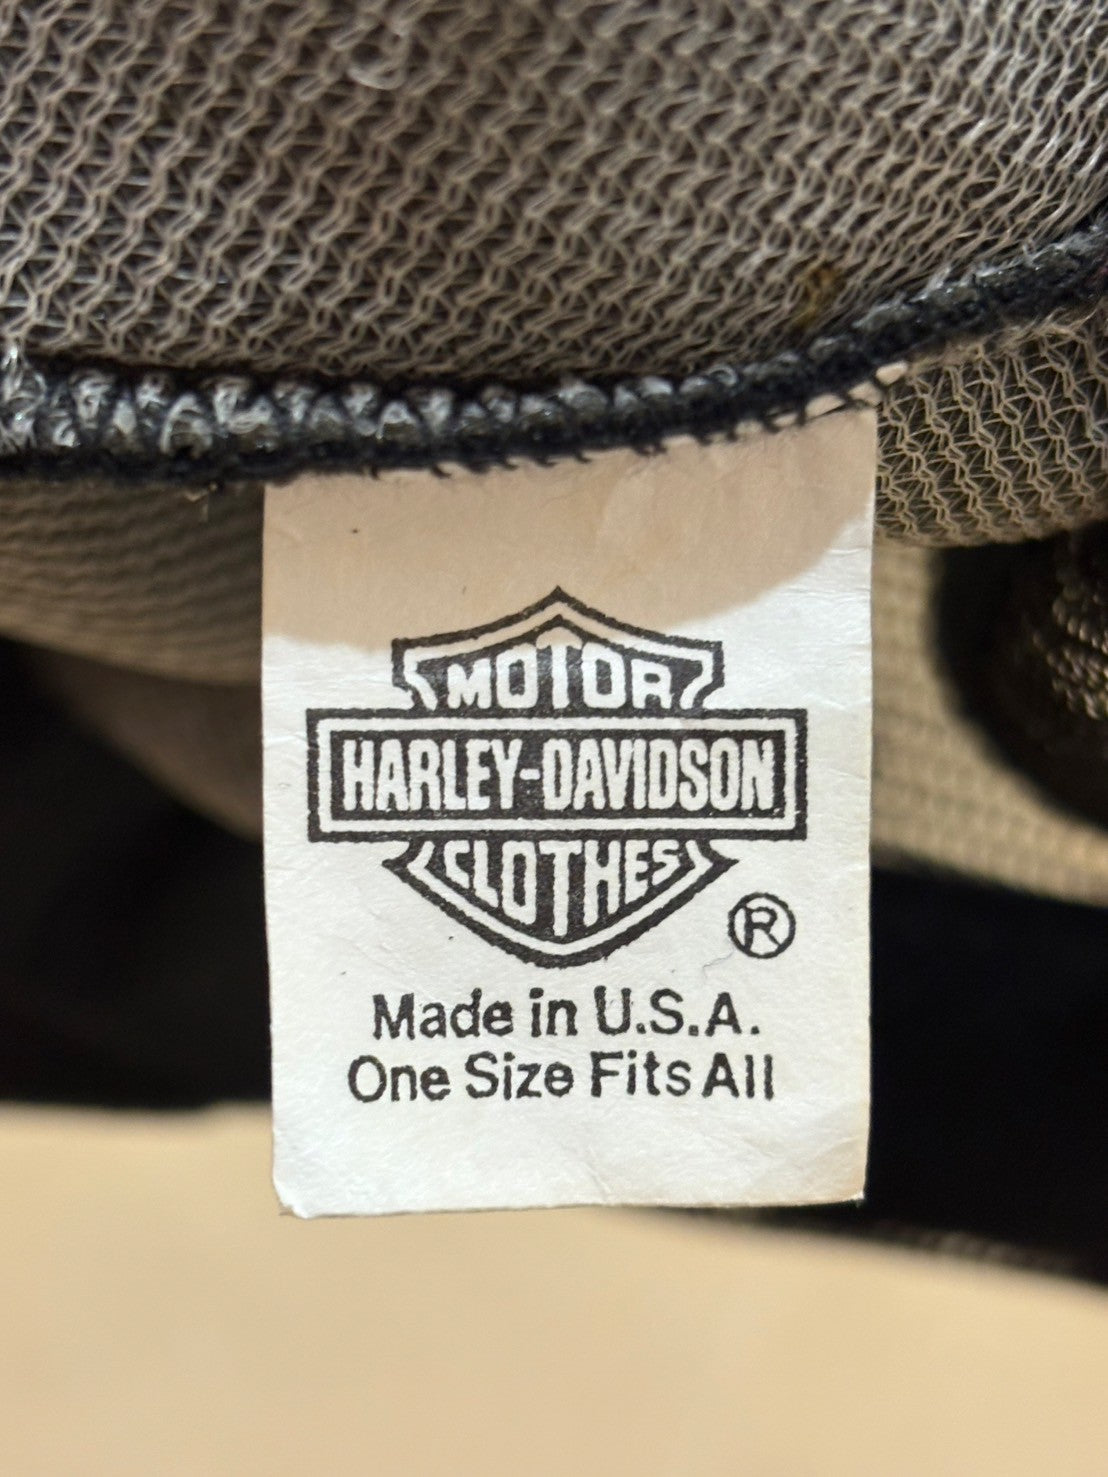 MOTOR
HARLEY-DAVIDSON
CLOTHES
®
Made in U.S.A.
One Size Fits All